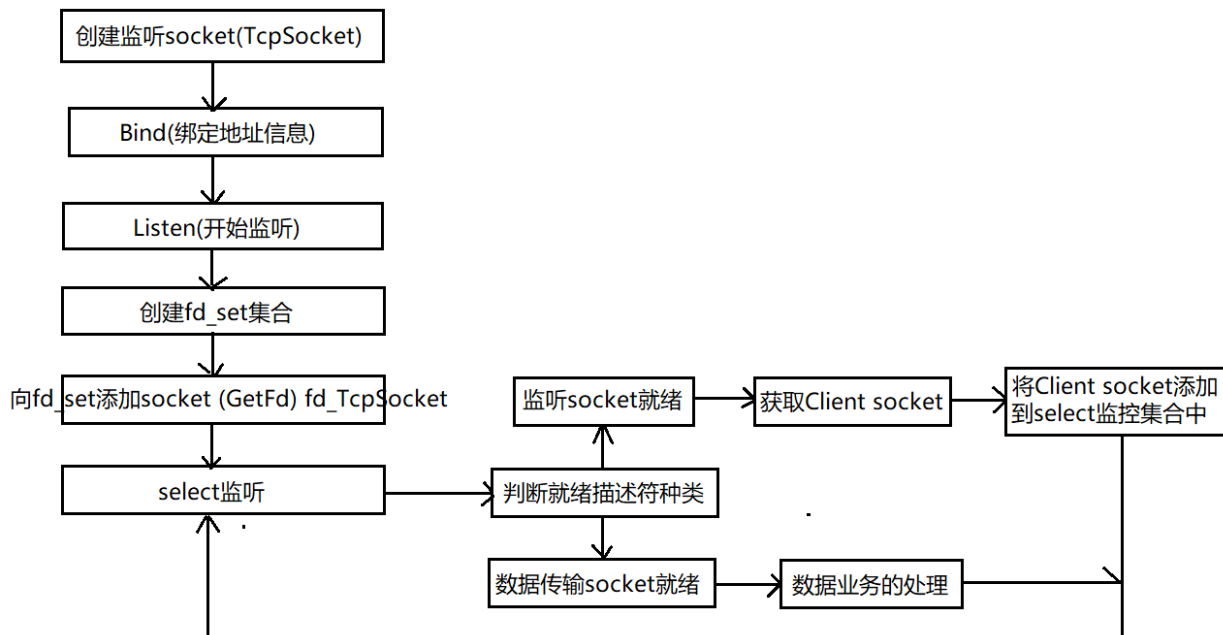 创建监听socket(TcpSocket)
Bind(绑定地址信息)
Listen(开始监听)
创建fd_set集合
向fd_set添加socket (GetFd) fd_TcpSocket
select监听
监听socket就绪
获取Client socket
将Client socket添加
到select监控集合中
判断就绪描述符种类
数据传输socket就绪
数据业务的处理